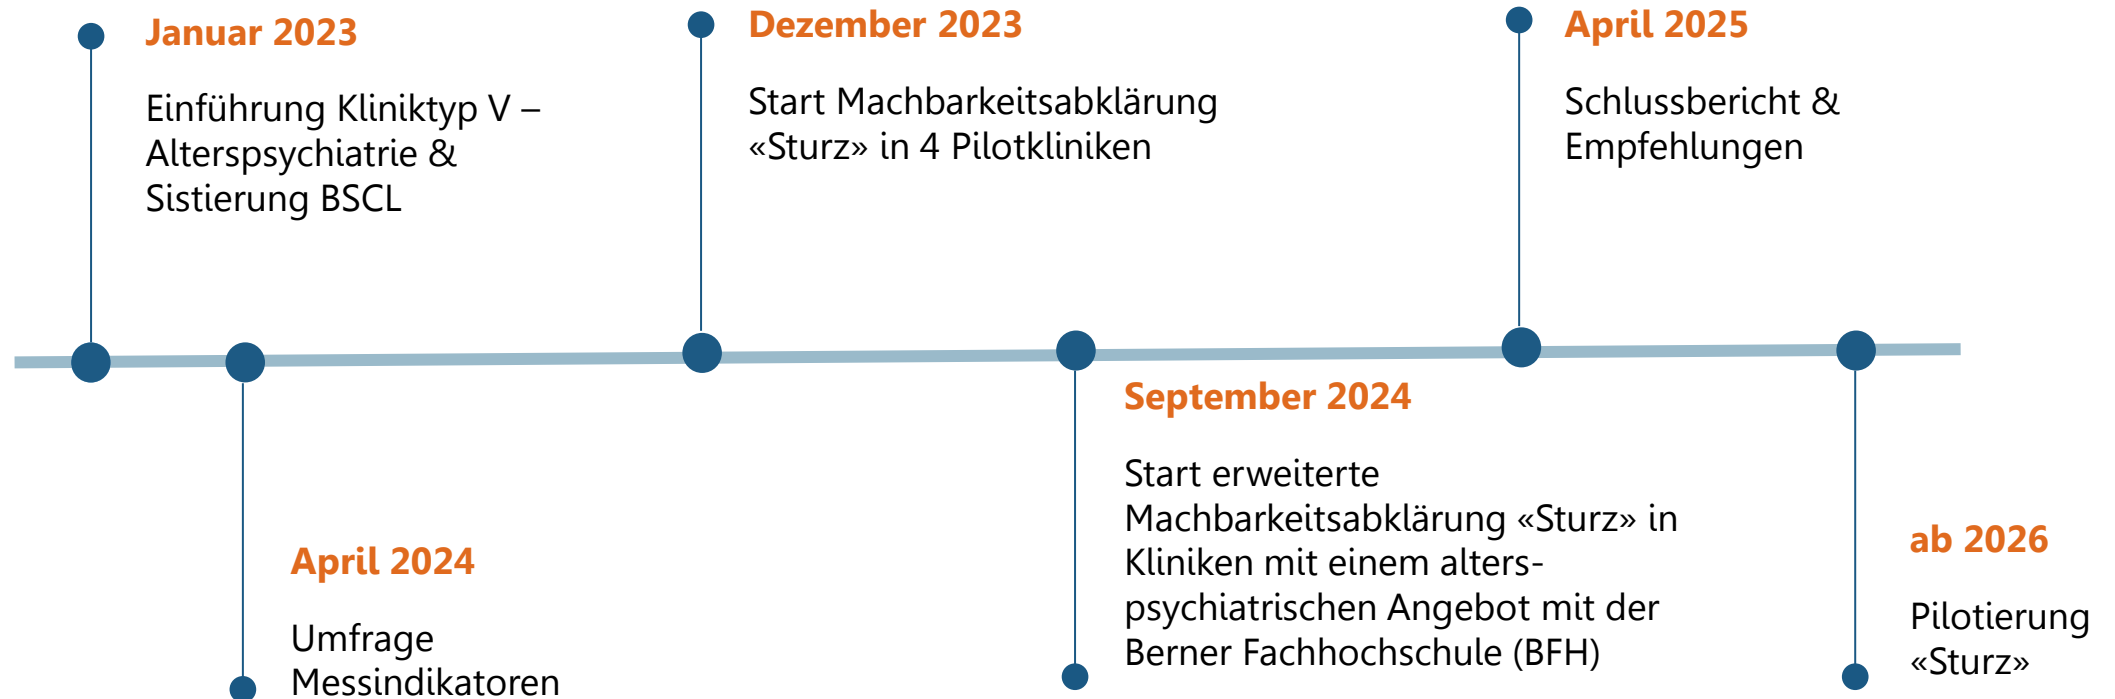 Januar 2023
Einführung Kliniktyp V –
Alterspsychiatrie &
Sistierung BSCL
April 2024
Umfrage
Messindikatoren
Dezember 2023
Start Machbarkeitsabklärung
«Sturz» in 4 Pilotkliniken
September 2024
Start erweiterte
Machbarkeitsabklärung «Sturz» in
Kliniken mit einem alters-
psychiatrischen Angebot mit der
Berner Fachhochschule (BFH)
April 2025
Schlussbericht &
Empfehlungen
ab 2026
Pilotierung
«Sturz»